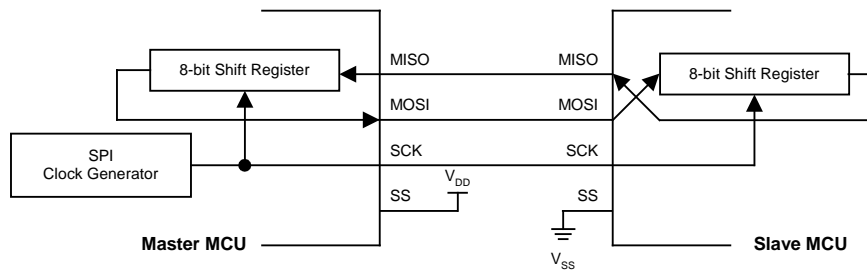 MISO
MISO
8-bit Shift Register
8-bit Shift Register
MOSI
MOSI
SPI
Clock Generator
SCK
SCK
VDD
SS
SS
Master MCU
VSS
Slave MCU